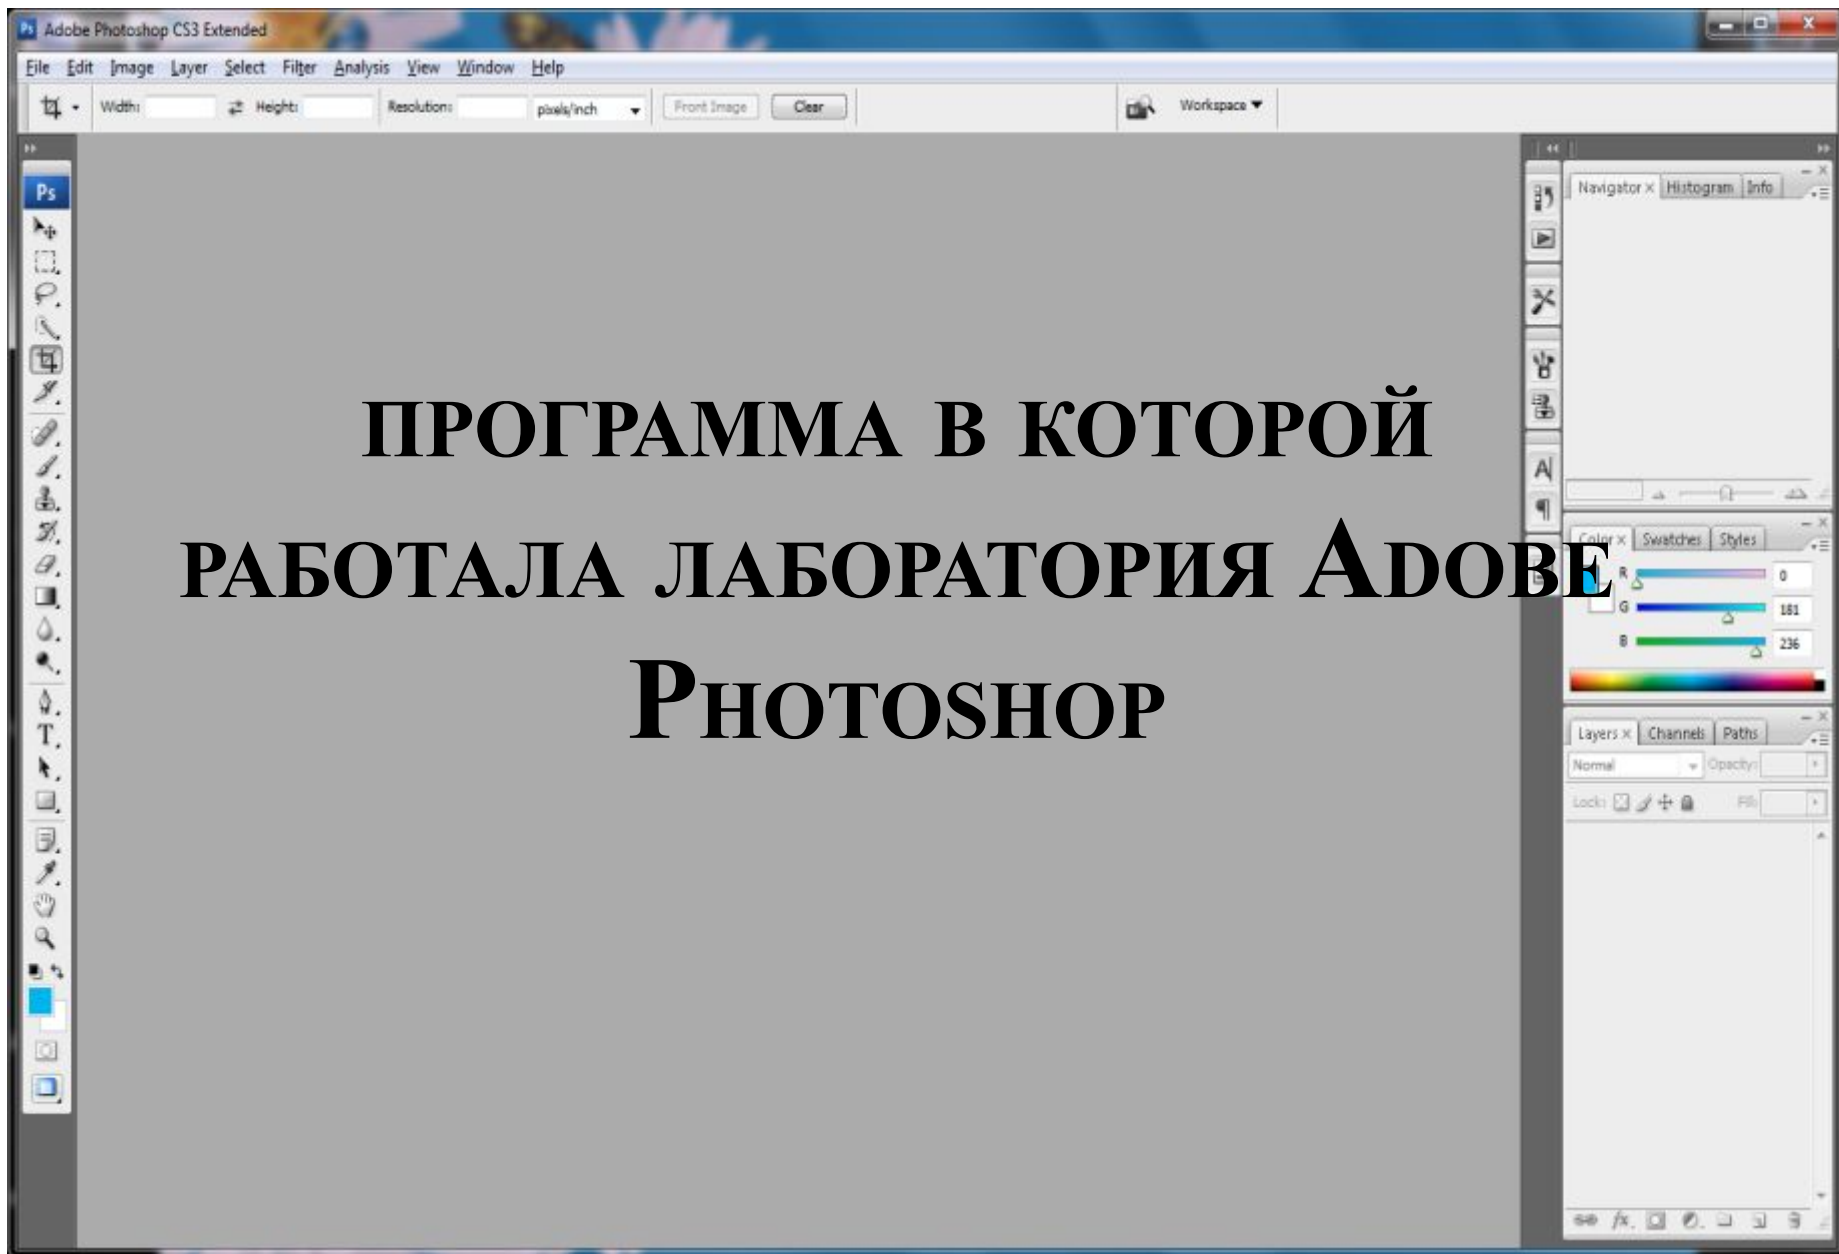 Adobe Photoshop CS3 Extended
File Edit Image Layer Select Filter Analysis View Window Help
Width: Height: Resolution: pixels/inch Front Image Clear Workspace
Ps
Navigator Histogram Info
ПРОГРАММА В КОТОРОЙ
РАБОТАЛА ЛАБОРАТОРИЯ ADOBE
PHOTOSHOP
Color Swatches Styles
R 0
G 181
B 236
Layers Channels Paths
Normal Opacity:
Lock: Fill: